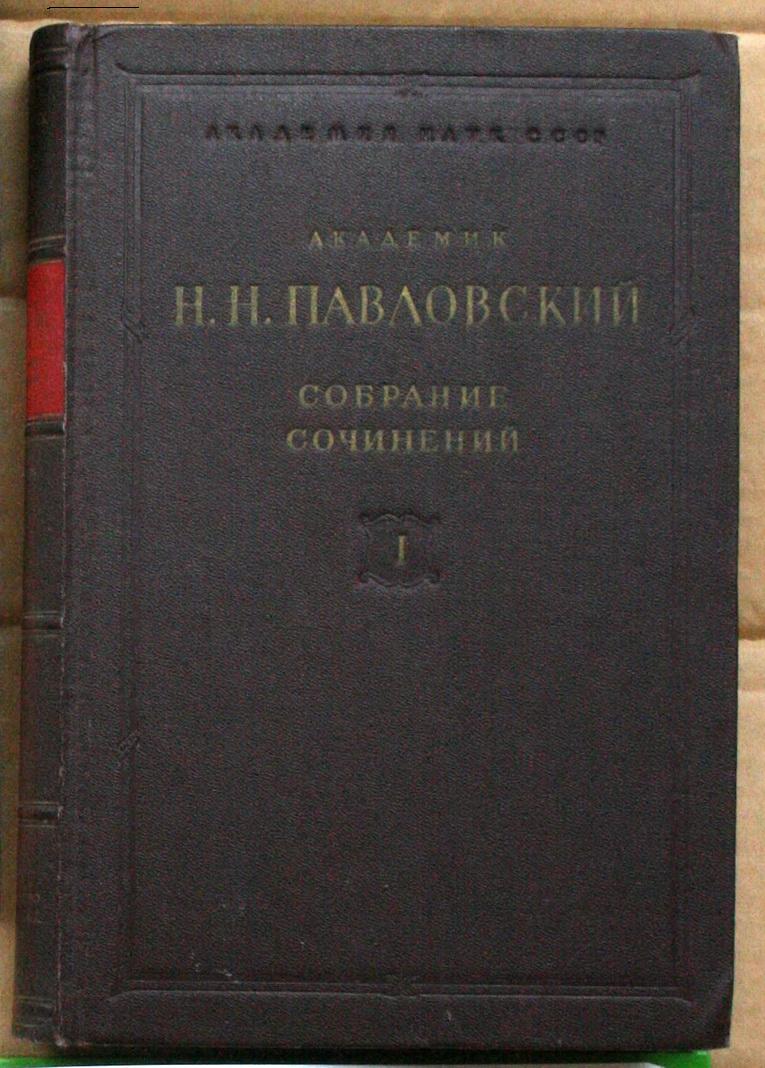 АКАДЕМИЯ НАУК СССР
АКАДЕМИК
Н. Н. ПАВЛОВСКИЙ
СОБРАНИЕ
СОЧИНЕНИЙ
I